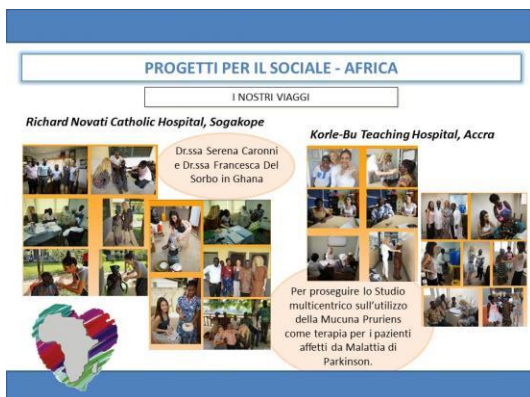 PROGETTI PER IL SOCIALE - AFRICA
I NOSTRI VIAGGI
Richard Novati Catholic Hospital, Sogakope
Korle-Bu Teaching Hospital, Accra
Dr.ssa Serena Caronni
e Dr.ssa Francesca Del
Sorbo in Ghana
Per proseguire lo Studio
multicentrico sull'utilizzo
della Mucuna Pruriens
come terapia per i pazienti
affetti da Malattia di
Parkinson.